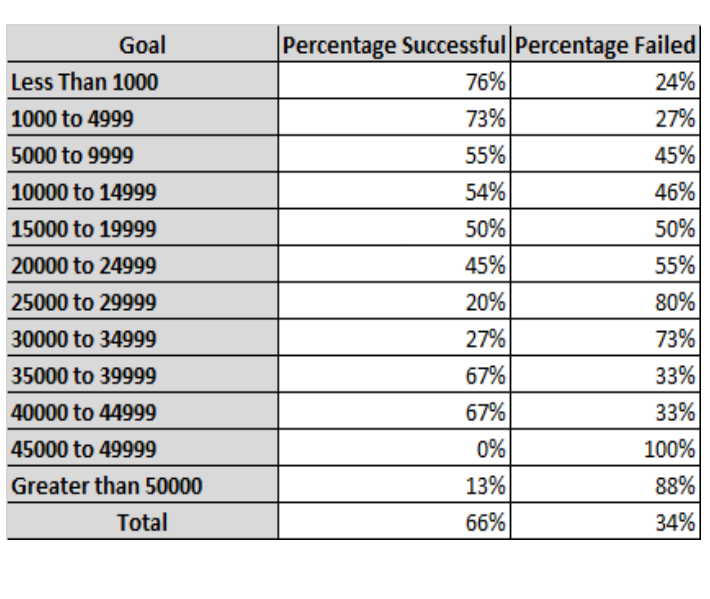 Goal Percentage Successful Percentage Failed
Less Than 1000 76% 24%
1000 to 4999 73% 27%
5000 to 9999 55% 45%
10000 to 14999 54% 46%
15000 to 19999 50% 50%
20000 to 24999 45% 55%
25000 to 29999 20% 80%
30000 to 34999 27% 73%
35000 to 39999 67% 33%
40000 to 44999 67% 33%
45000 to 49999 0% 100%
Greater than 50000 13% 88%
Total 66% 34%